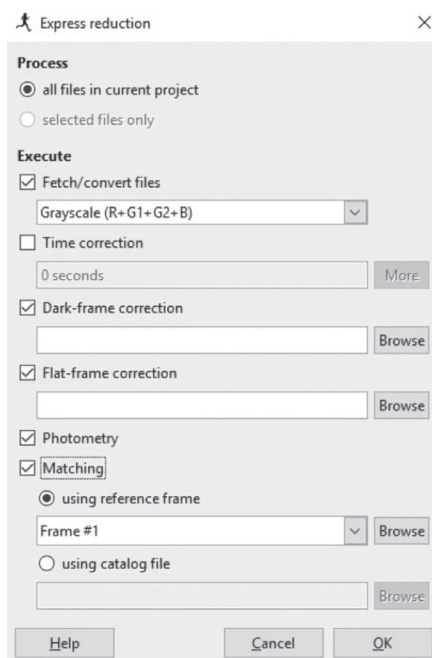 Express reduction
Process
all files in current project
selected files only
Execute
Fetch/convert files
Grayscale (R+G1+G2+B)
Time correction
0 seconds More
Dark-frame correction
Browse
Flat-frame correction
Browse
Photometry
Matching
using reference frame
Frame #1 Browse
using catalog file
Browse
Help Cancel OK